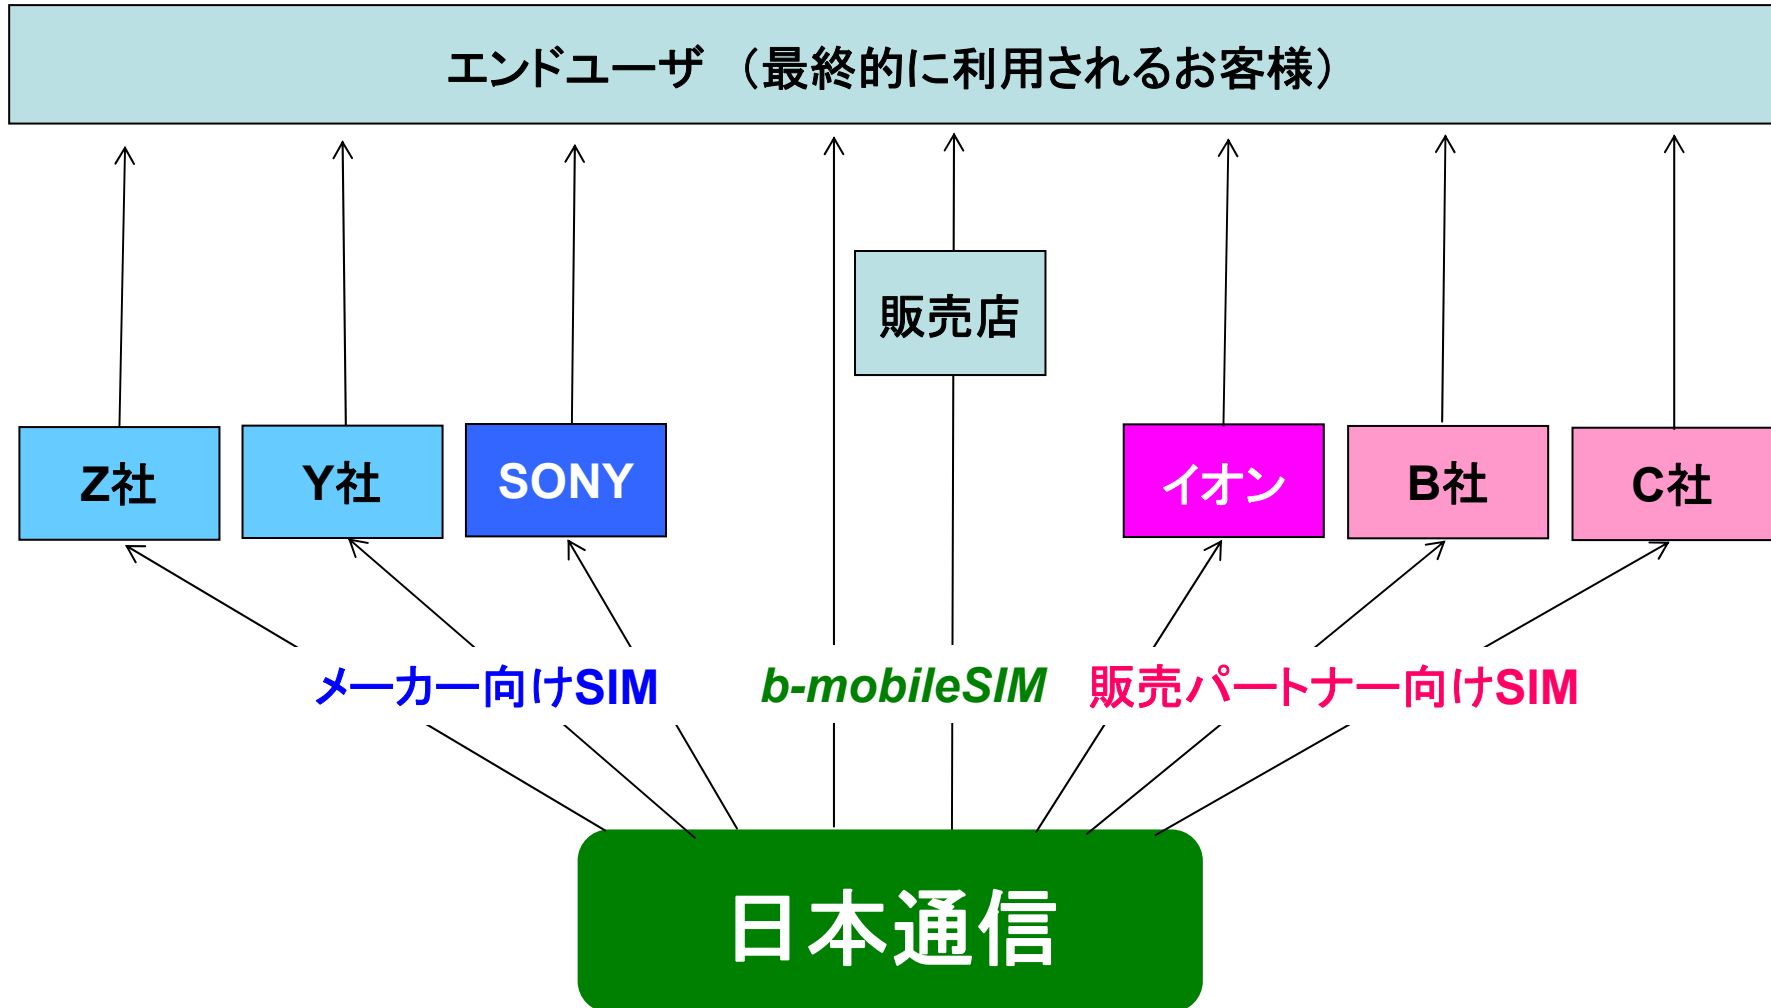 エンドユーザ （最終的に利用されるお客様）
販売店
Z社
Y社
SONY
イオン
B社
C社
メーカー向けSIM
b-mobileSIM
販売パートナー向けSIM
日本通信